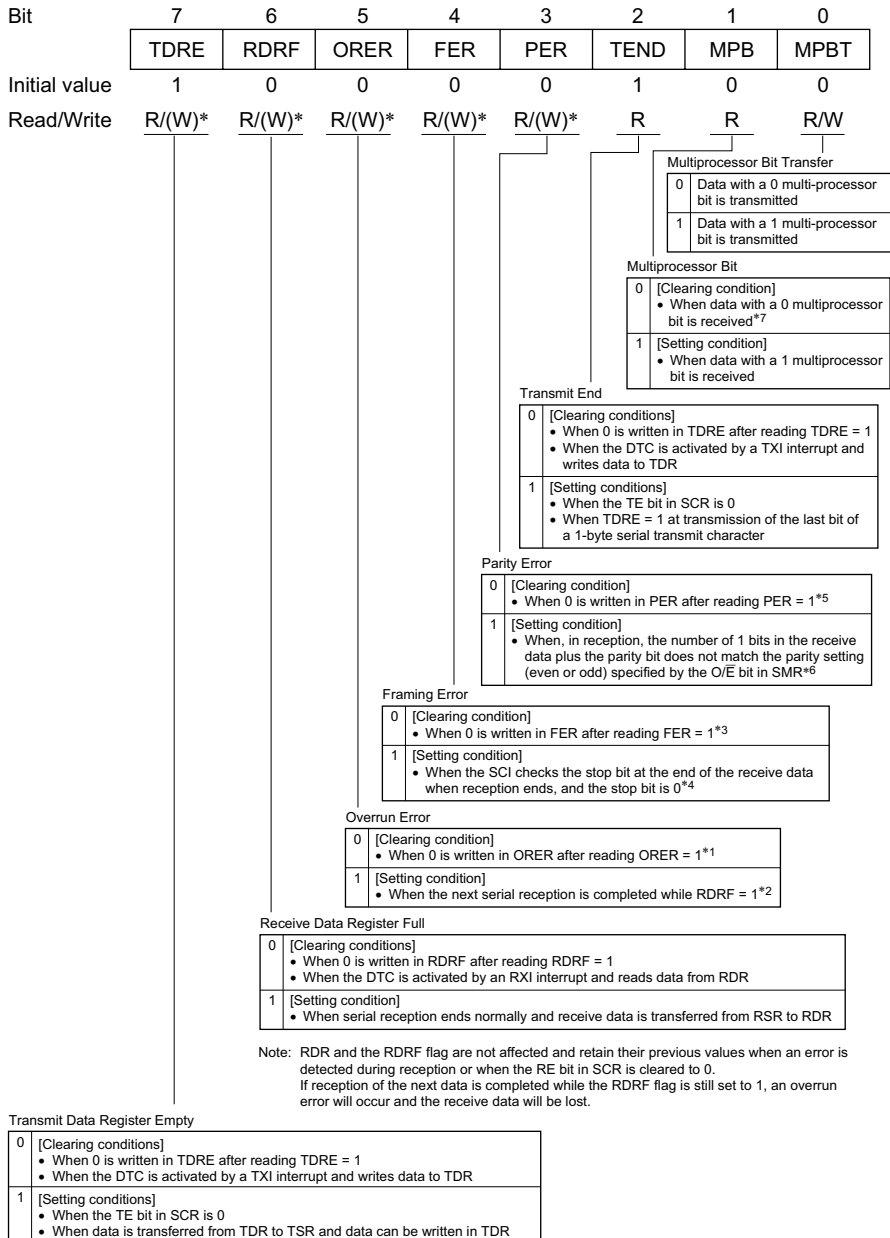 Bit 7 6 5 4 3 2 1 0
TDRE RDRF ORER FER PER TEND MPB MPBT
Initial value 1 0 0 0 0 1 0 0
Read/Write R/(W)* R/(W)* R/(W)* R/(W)* R/(W)* R R R/W
Multiprocessor Bit Transfer
0 Data with a 0 multi-processor
bit is transmitted
1 Data with a 1 multi-processor
bit is transmitted
Multiprocessor Bit
0 [Clearing condition]
• When data with a 0 multiprocessor
bit is received*7
1 [Setting condition]
• When data with a 1 multiprocessor
bit is received
Transmit End
0 [Clearing conditions]
• When 0 is written in TDRE after reading TDRE = 1
• When the DTC is activated by a TXI interrupt and
writes data to TDR
1 [Setting conditions]
• When the TE bit in SCR is 0
• When TDRE = 1 at transmission of the last bit of
a 1-byte serial transmit character
Parity Error
0 [Clearing condition]
• When 0 is written in PER after reading PER = 1*5
1 [Setting condition]
• When, in reception, the number of 1 bits in the receive
data plus the parity bit does not match the parity setting
(even or odd) specified by the O/E̅ bit in SMR*6
Framing Error
0 [Clearing condition]
• When 0 is written in FER after reading FER = 1*3
1 [Setting condition]
• When the SCI checks the stop bit at the end of the receive data
when reception ends, and the stop bit is 0*4
Overrun Error
0 [Clearing condition]
• When 0 is written in ORER after reading ORER = 1*1
1 [Setting condition]
• When the next serial reception is completed while RDRF = 1*2
Receive Data Register Full
0 [Clearing conditions]
• When 0 is written in RDRF after reading RDRF = 1
• When the DTC is activated by an RXI interrupt and reads data from RDR
1 [Setting condition]
• When serial reception ends normally and receive data is transferred from RSR to RDR
Note: RDR and the RDRF flag are not affected and retain their previous values when an error is
detected during reception or when the RE bit in SCR is cleared to 0.
If reception of the next data is completed while the RDRF flag is still set to 1, an overrun
error will occur and the receive data will be lost.
Transmit Data Register Empty
0 [Clearing conditions]
• When 0 is written in TDRE after reading TDRE = 1
• When the DTC is activated by a TXI interrupt and writes data to TDR
1 [Setting conditions]
• When the TE bit in SCR is 0
• When data is transferred from TDR to TSR and data can be written in TDR